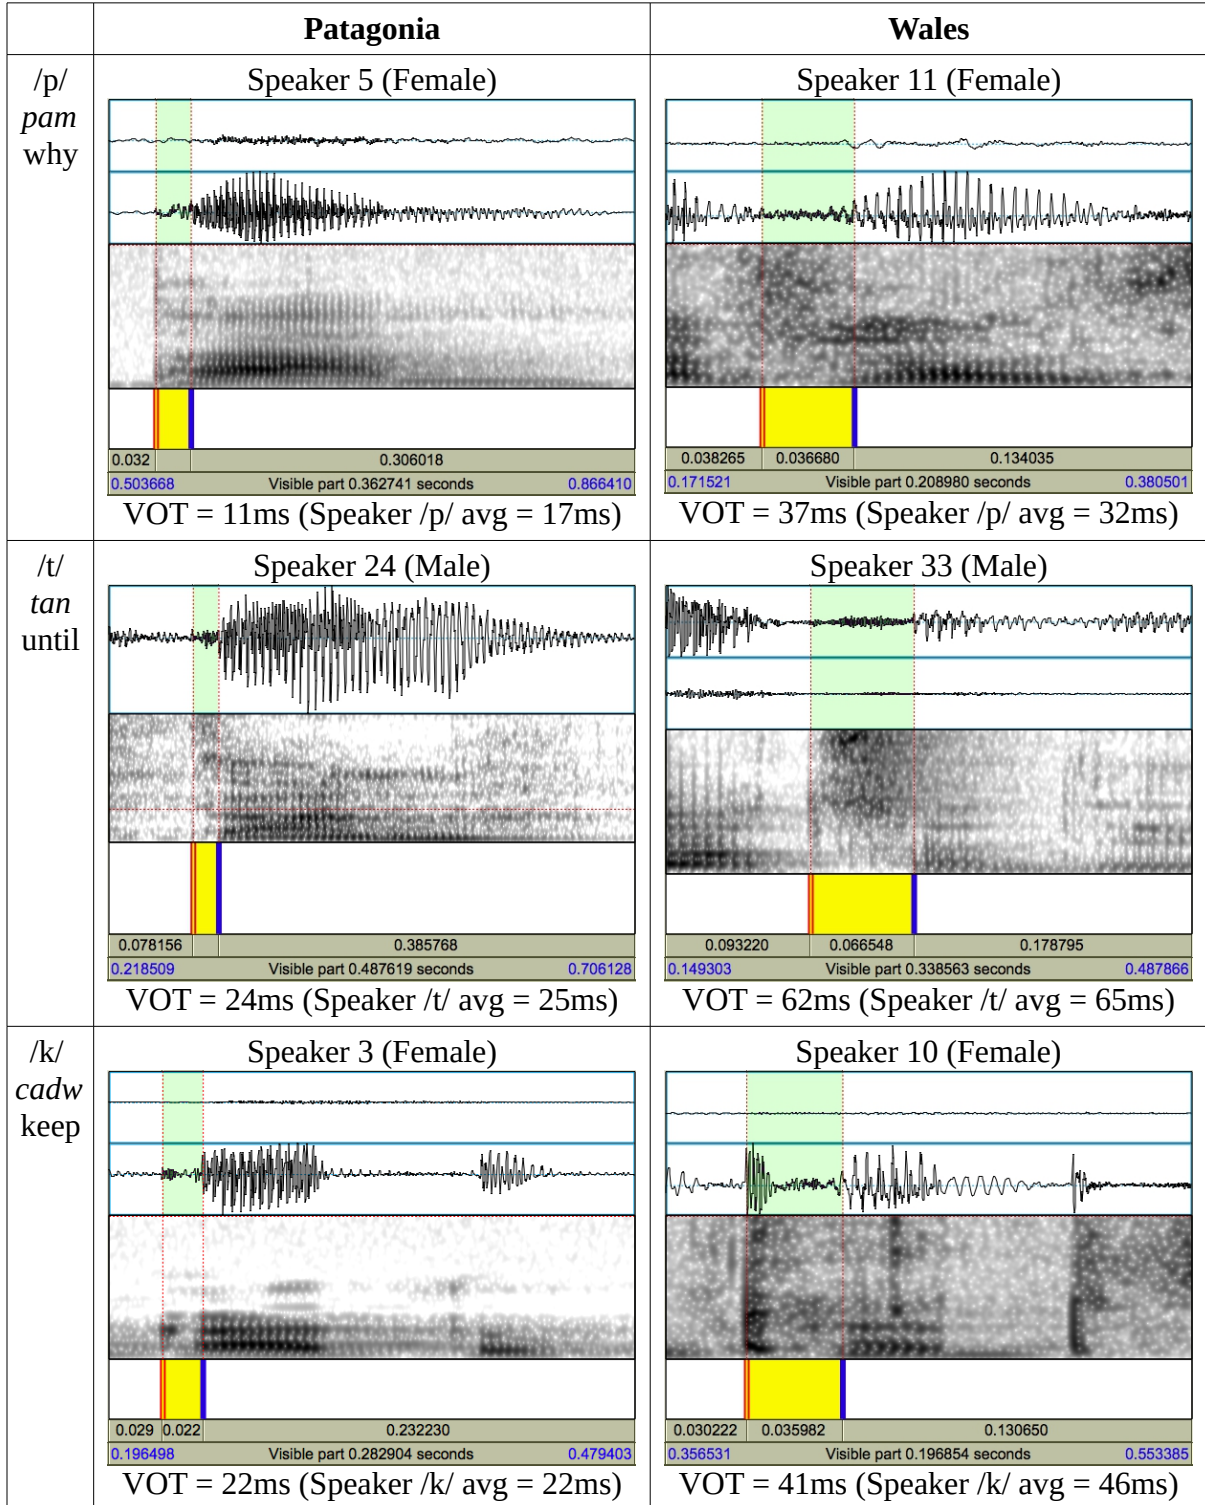 Patagonia
Wales
/p/
pam
why
Speaker 5 (Female)
0.032
0.306018
0.503668
Visible part 0.362741 seconds
0.866410
VOT = 11ms (Speaker /p/ avg = 17ms)
Speaker 11 (Female)
0.038265
0.036680
0.134035
0.171521
Visible part 0.208980 seconds
0.380501
VOT = 37ms (Speaker /p/ avg = 32ms)
/t/
tan
until
Speaker 24 (Male)
0.078156
0.385768
0.218509
Visible part 0.487619 seconds
0.706128
VOT = 24ms (Speaker /t/ avg = 25ms)
Speaker 33 (Male)
0.093220
0.066548
0.178795
0.149303
Visible part 0.338563 seconds
0.487866
VOT = 62ms (Speaker /t/ avg = 65ms)
/k/
cadw
keep
Speaker 3 (Female)
0.029
0.022
0.232230
0.196498
Visible part 0.282904 seconds
0.479403
VOT = 22ms (Speaker /k/ avg = 22ms)
Speaker 10 (Female)
0.030222
0.035982
0.130650
0.356531
Visible part 0.196854 seconds
0.553385
VOT = 41ms (Speaker /k/ avg = 46ms)